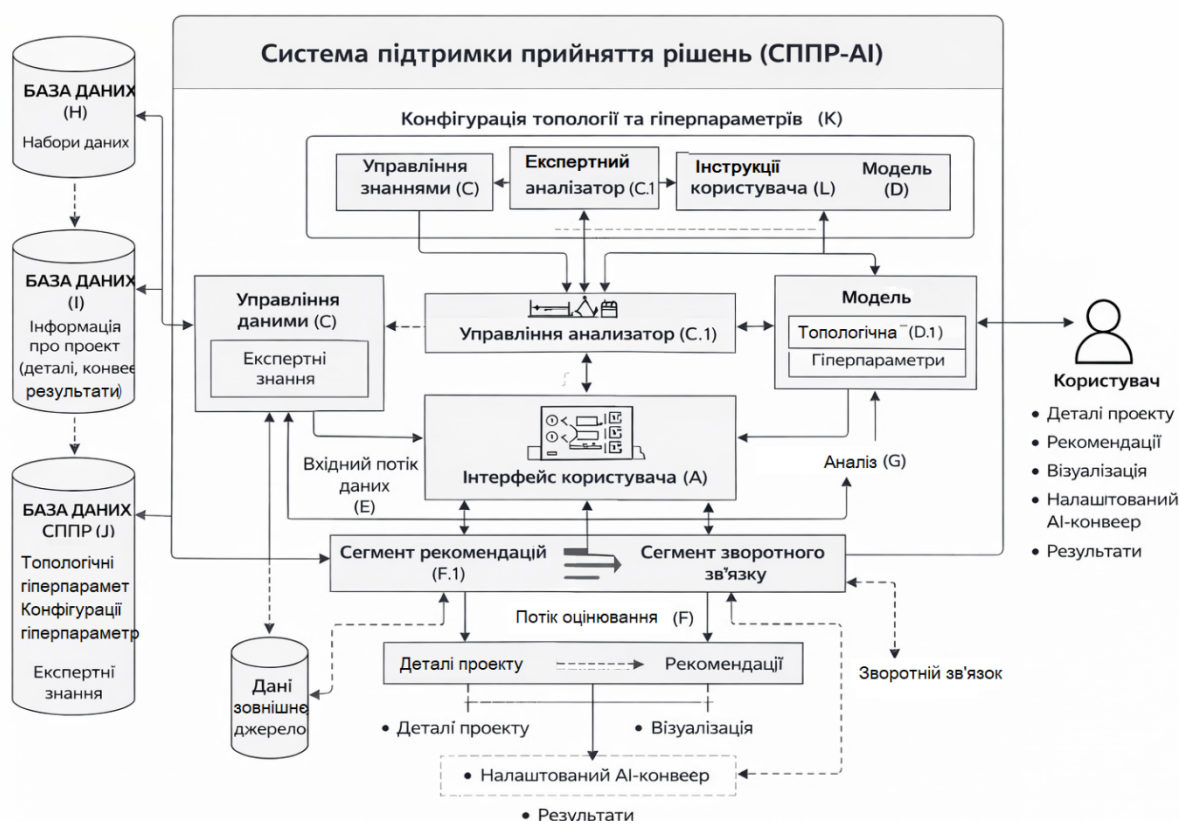 Система підтримки прийняття рішень (СППР-AI)
БАЗА ДАНИХ
(H)
Набори даних
БАЗА ДАНИХ
(I)
Інформація
про проект
(деталі, конвеє
результати)
БАЗА ДАНИХ
СППР (J)
Топологічні
гіперпарамет
Конфігурації
гіперпараметр
Експертні
знання
Конфігурація топології та гіперпараметрів (K)
Управління
знаннями (C)
Експертний
аналізатор (C.1
Інструкції
користувача (L)
Модель
(D)
Управління
даними (C)
Експертні
знання
Управління анализатор (C.1)
Модель
Топологічна (D.1)
Гіперпараметри
Вхідний потік
даних
(E)
Інтерфейс користувача (A)
Аналіз (G)
Сегмент рекомендацій
(F.1)
Сегмент зворотного
зв'язку
Потік оцінювання (F)
Деталі проекту
Рекомендації
Дані
зовнішнє
джерело
• Деталі проекту
• Візуалізація
• Налаштований AI-конвеер
• Результати
Зворотній зв'язок
Користувач
• Деталі проекту
• Рекомендації
• Візуалізація
• Налаштований
AI-конвеер
• Результати